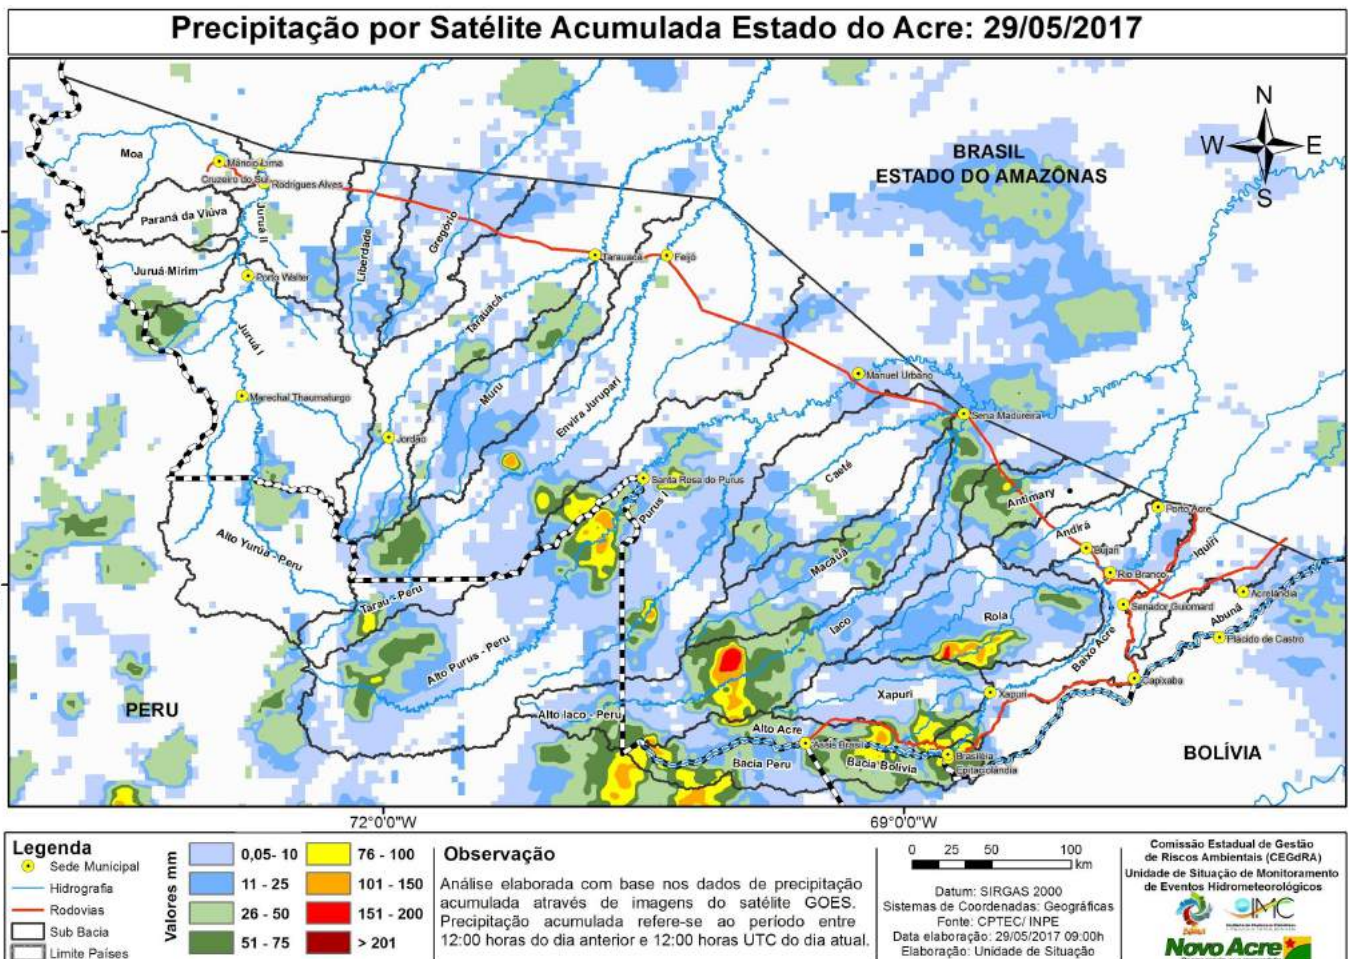 Precipitação por Satélite Acumulada Estado do Acre: 29/05/2017
N
W E
S
BRASIL
ESTADO DO AMAZÔNAS
Moa
Mâncio Lima
Cruzeiro do Sul
Rodrigues Alves
Paraná da Viúva
Juruá II
Juruá-Mirim
Porto Walter
Liberdade
Gregório
Tarauacá
Feijó
Tarauacá
Juruá I
Muru
Envira Jurupari
Manuel Urbano
Marechal Thaumaturgo
Jordão
Sena Madureira
Santa Rosa do Purus
Purus I
Caeté
Antimary
Porto Acre
Andirá
Bujari
Iquiri
Alto Yurúa - Peru
Macauã
Rio Branco
Tarau - Peru
Acrelândia
Senador Guiomard
Abunã
Rola
Iaco
Baixo Acre
Plácido de Castro
Alto Purus - Peru
Capixaba
Xapuri
Xapuri
PERU
Alto Iaco - Peru
Alto Acre
Assis Brasil
Bacia Peru
Bacia Bolívia
Brasiléia
Epitaciolândia
BOLÍVIA
72°0'0"W
69°0'0"W
Legenda
Sede Municipal
Hidrografia
Rodovias
Sub Bacia
Limite Países
Valores mm
0,05- 10
11 - 25
26 - 50
51 - 75
76 - 100
101 - 150
151 - 200
> 201
Observação
Análise elaborada com base nos dados de precipitação
acumulada através de imagens do satélite GOES.
Precipitação acumulada refere-se ao período entre
12:00 horas do dia anterior e 12:00 horas UTC do dia atual.
0 25 50 100
km
Datum: SIRGAS 2000
Sistemas de Coordenadas: Geográficas
Fonte: CPTEC/ INPE
Data elaboração: 29/05/2017 09:00h
Elaboração: Unidade de Situação
Comissão Estadual de Gestão
de Riscos Ambientais (CEGdRA)
Unidade de Situação de Monitoramento
de Eventos Hidrometeorológicos
IMC
Novo Acre